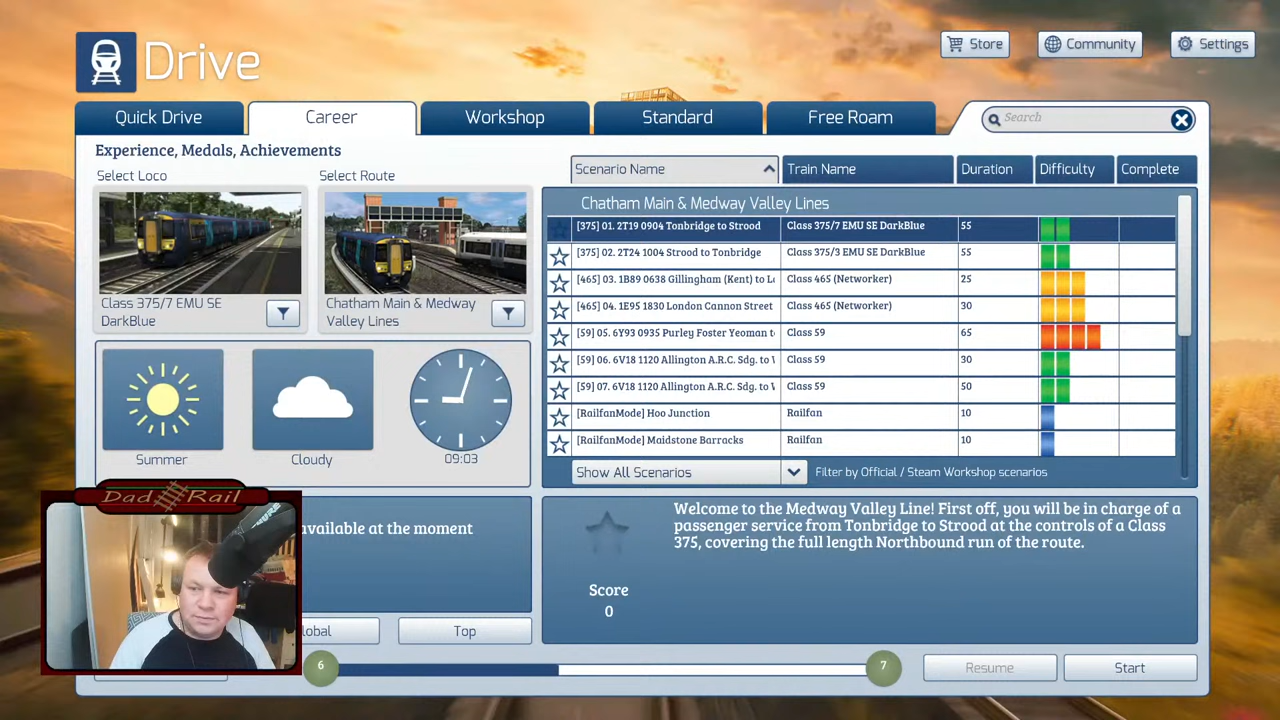 Drive
Store
Community
Settings
Quick Drive
Career
Workshop
Standard
Free Roam
Search
Experience, Medals, Achievements
Select Loco
Select Route
Class 375/7 EMU SE
DarkBlue
Chatham Main & Medway
Valley Lines
Summer
Cloudy
09:03
Scenario Name
Train Name
Duration
Difficulty
Complete
Chatham Main & Medway Valley Lines
[375] 01. 2T19 0904 Tonbridge to Strood Class 375/7 EMU SE DarkBlue 55
[375] 02. 2T24 1004 Strood to Tonbridge Class 375/3 EMU SE DarkBlue 55
[465] 03. 1B89 0638 Gillingham (Kent) to Lo Class 465 (Networker) 25
[465] 04. 1E95 1830 London Cannon Street Class 465 (Networker) 30
[59] 05. 6Y93 0935 Purley Foster Yeoman to Class 59 65
[59] 06. 6V18 1120 Allington A.R.C. Sdg. to W Class 59 30
[59] 07. 6V18 1120 Allington A.R.C. Sdg. to W Class 59 50
[RailfanMode] Hoo Junction Railfan 10
[RailfanMode] Maidstone Barracks Railfan 10
Show All Scenarios
Filter by Official / Steam Workshop scenarios
Dad Rail
available at the moment
lobal
Top
Welcome to the Medway Valley Line! First off, you will be in charge of a
passenger service from Tonbridge to Strood at the controls of a Class
375, covering the full length Northbound run of the route.
Score
0
6
7
Resume
Start